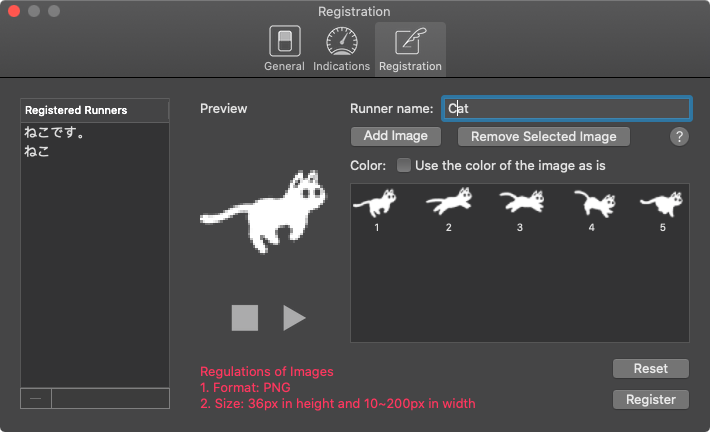 Registration
General
Indications
Registration
Registered Runners
ねこです。
ねこ
Preview
Runner name:
Cat
Add Image
Remove Selected Image
?
Color:
Use the color of the image as is
1
2
3
4
5
Regulations of Images
1. Format: PNG
2. Size: 36px in height and 10~200px in width
Reset
Register